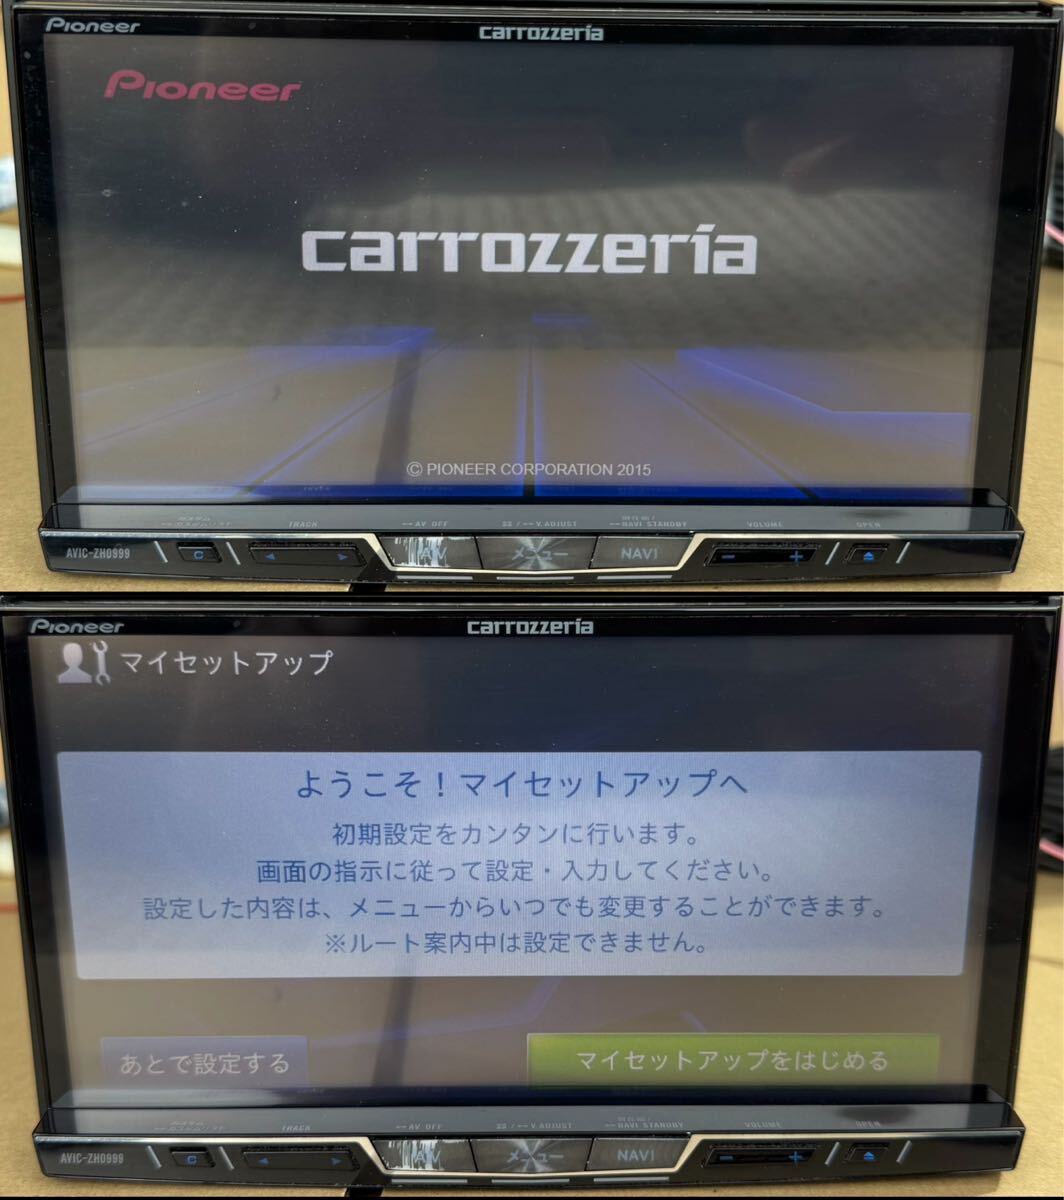 Pioneer
carrozzeria
Pioneer
carrozzeria
© PIONEER CORPORATION 2015
TRACK AV OFF V.ADJUST NAVI STANDBY VOLUME OPEN
AVIC-ZH0999 AV メニュー NAVI − +
Pioneer
carrozzeria
マイセットアップ
ようこそ！マイセットアップへ
初期設定をカンタンに行います。
画面の指示に従って設定・入力してください。
設定した内容は、メニューからいつでも変更することができます。
※ルート案内中は設定できません。
あとで設定する
マイセットアップをはじめる
TRACK AV OFF V.ADJUST NAVI STANDBY VOLUME OPEN
AVIC-ZH0999 AV メニュー NAVI − +